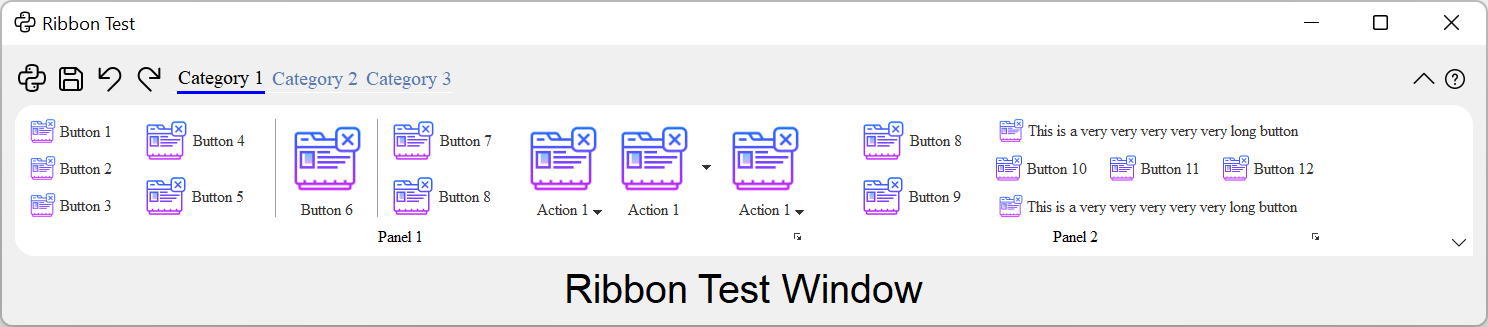 Ribbon Test
Category 1 Category 2 Category 3
Button 1
Button 2
Button 3
Button 4
Button 5
Button 6
Button 7
Button 8
Action 1
Action 1
Action 1
Panel 1
Button 8
Button 9
This is a very very very very very long button
Button 10 Button 11 Button 12
This is a very very very very very long button
Panel 2
Ribbon Test Window